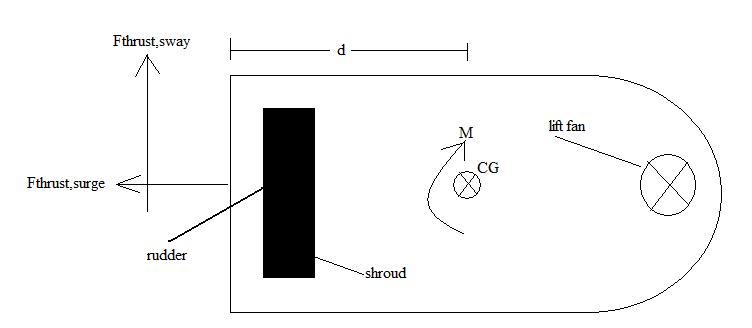 Fthrust,sway
d
M
lift fan
CG
Fthrust,surge
rudder
shroud